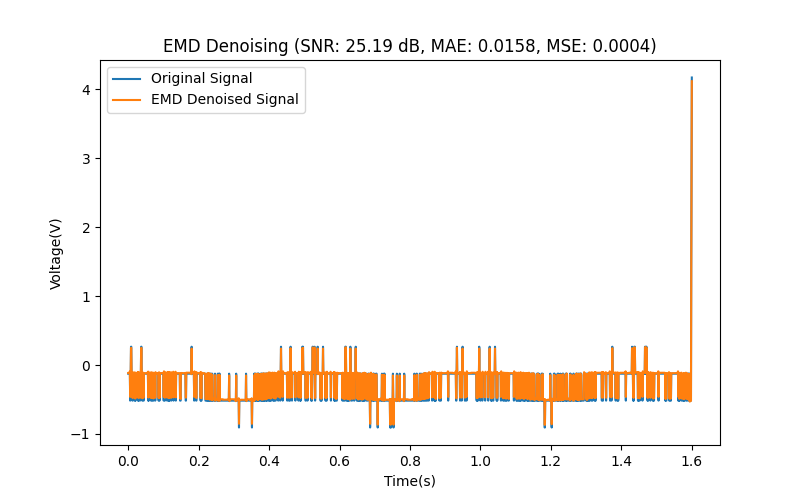 EMD Denoising (SNR: 25.19 dB, MAE: 0.0158, MSE: 0.0004)
Original Signal
EMD Denoised Signal
4
3
2
1
0
−1
Voltage(V)
0.0 0.2 0.4 0.6 0.8 1.0 1.2 1.4 1.6
Time(s)